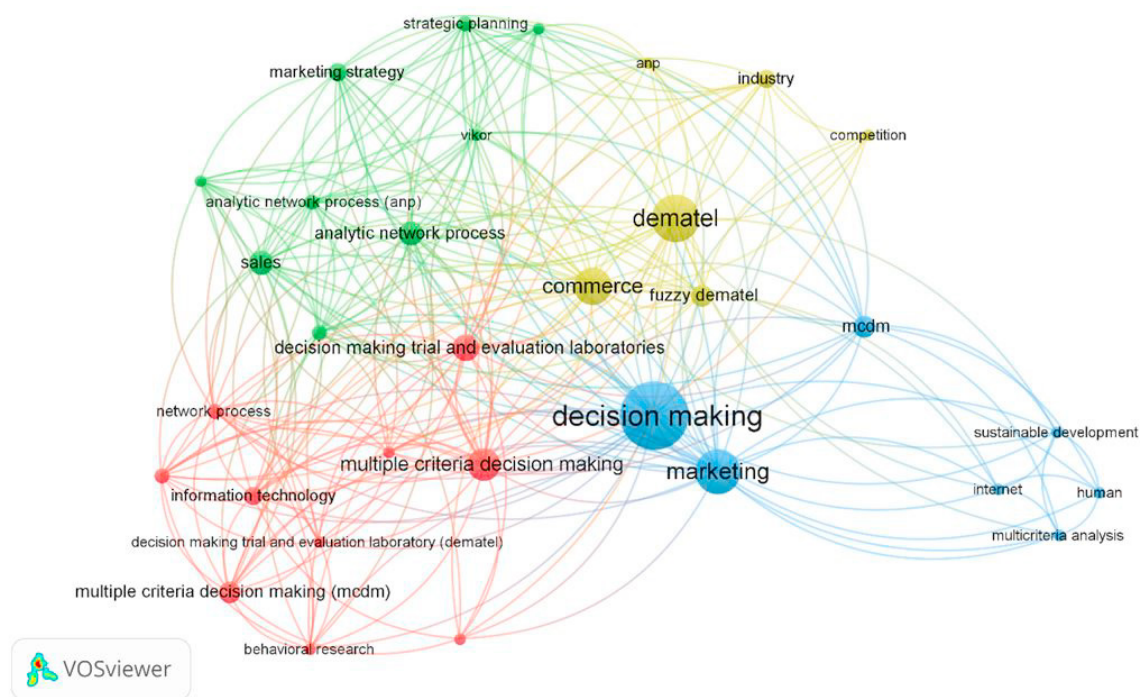 strategic planning
marketing strategy
anp
industry
vikor
competition
analytic network process (anp)
dematel
analytic network process
sales
commerce
fuzzy dematel
mcdm
decision making trial and evaluation laboratories
network process
decision making
sustainable development
multiple criteria decision making
marketing
information technology
internet
human
multicriteria analysis
decision making trial and evaluation laboratory (dematel)
multiple criteria decision making (mcdm)
behavioral research
VOSviewer